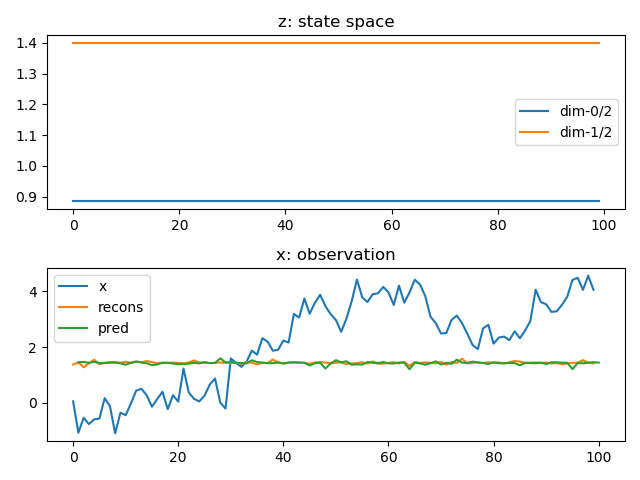 z: state space
1.4
1.3
1.2
1.1
1.0
0.9
dim-0/2
dim-1/2
0 20 40 60 80 100
x: observation
x
recons
pred
4
2
0
0 20 40 60 80 100